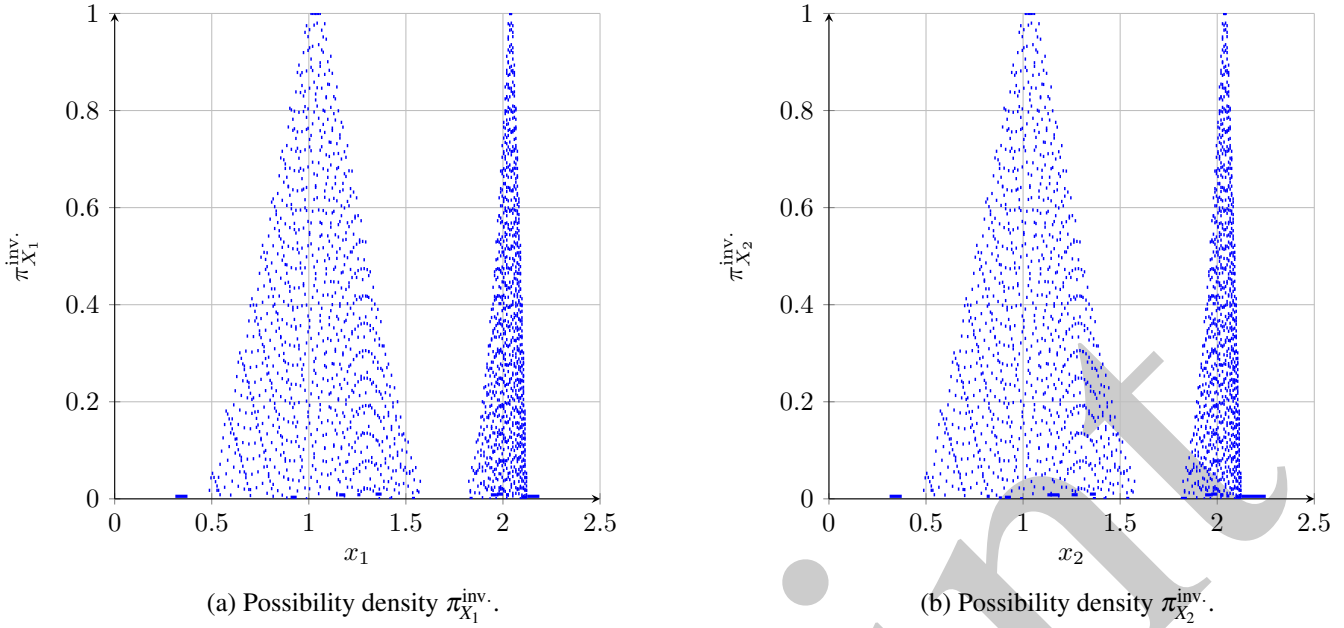 1
0.8
0.6
0.4
0.2
0
0 0.5 1 1.5 2 2.5
x₁
π^inv._X₁
(a) Possibility density π^inv._X₁.
1
0.8
0.6
0.4
0.2
0
0 0.5 1 1.5 2 2.5
x₂
π^inv._X₂
(b) Possibility density π^inv._X₂.
int